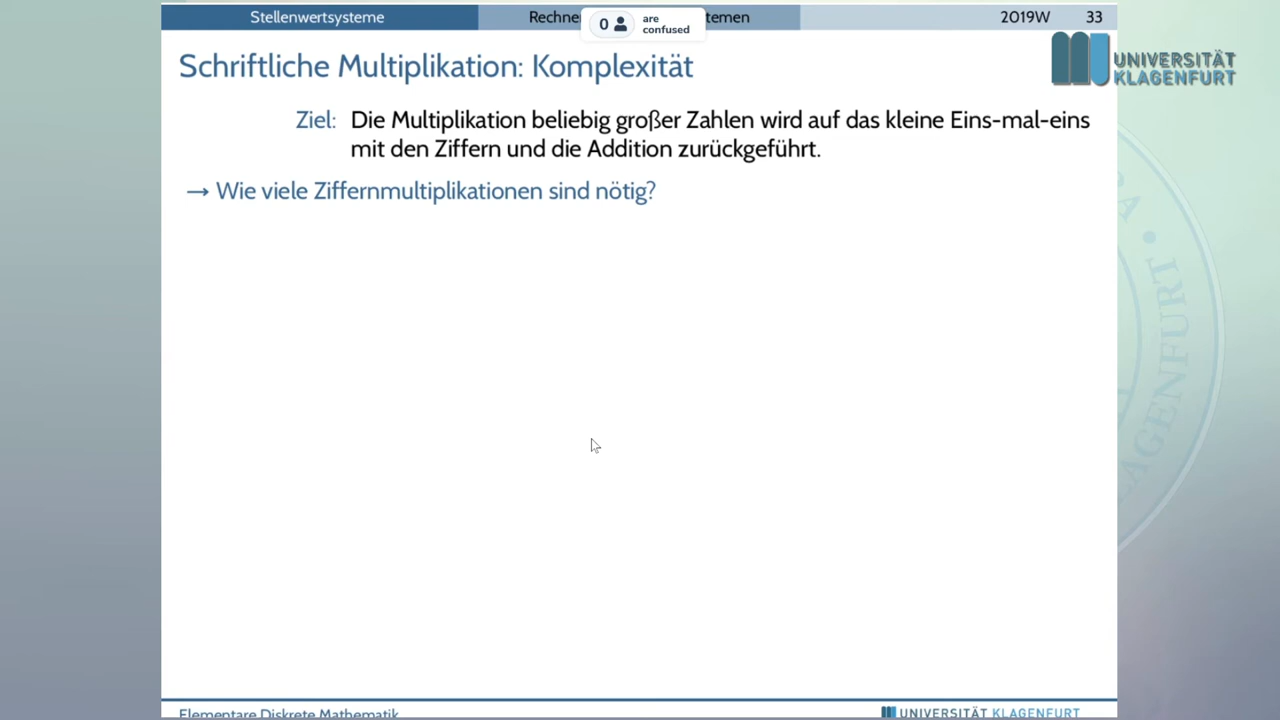 Stellenwertsysteme
Rechne
temen
2019W 33
0 are
confused
Schriftliche Multiplikation: Komplexität
UNIVERSITÄT
KLAGENFURT
Ziel: Die Multiplikation beliebig großer Zahlen wird auf das kleine Eins-mal-eins
mit den Ziffern und die Addition zurückgeführt.
→ Wie viele Ziffernmultiplikationen sind nötig?
Elementare Diskrete Mathematik
UNIVERSITÄT KLAGENFURT